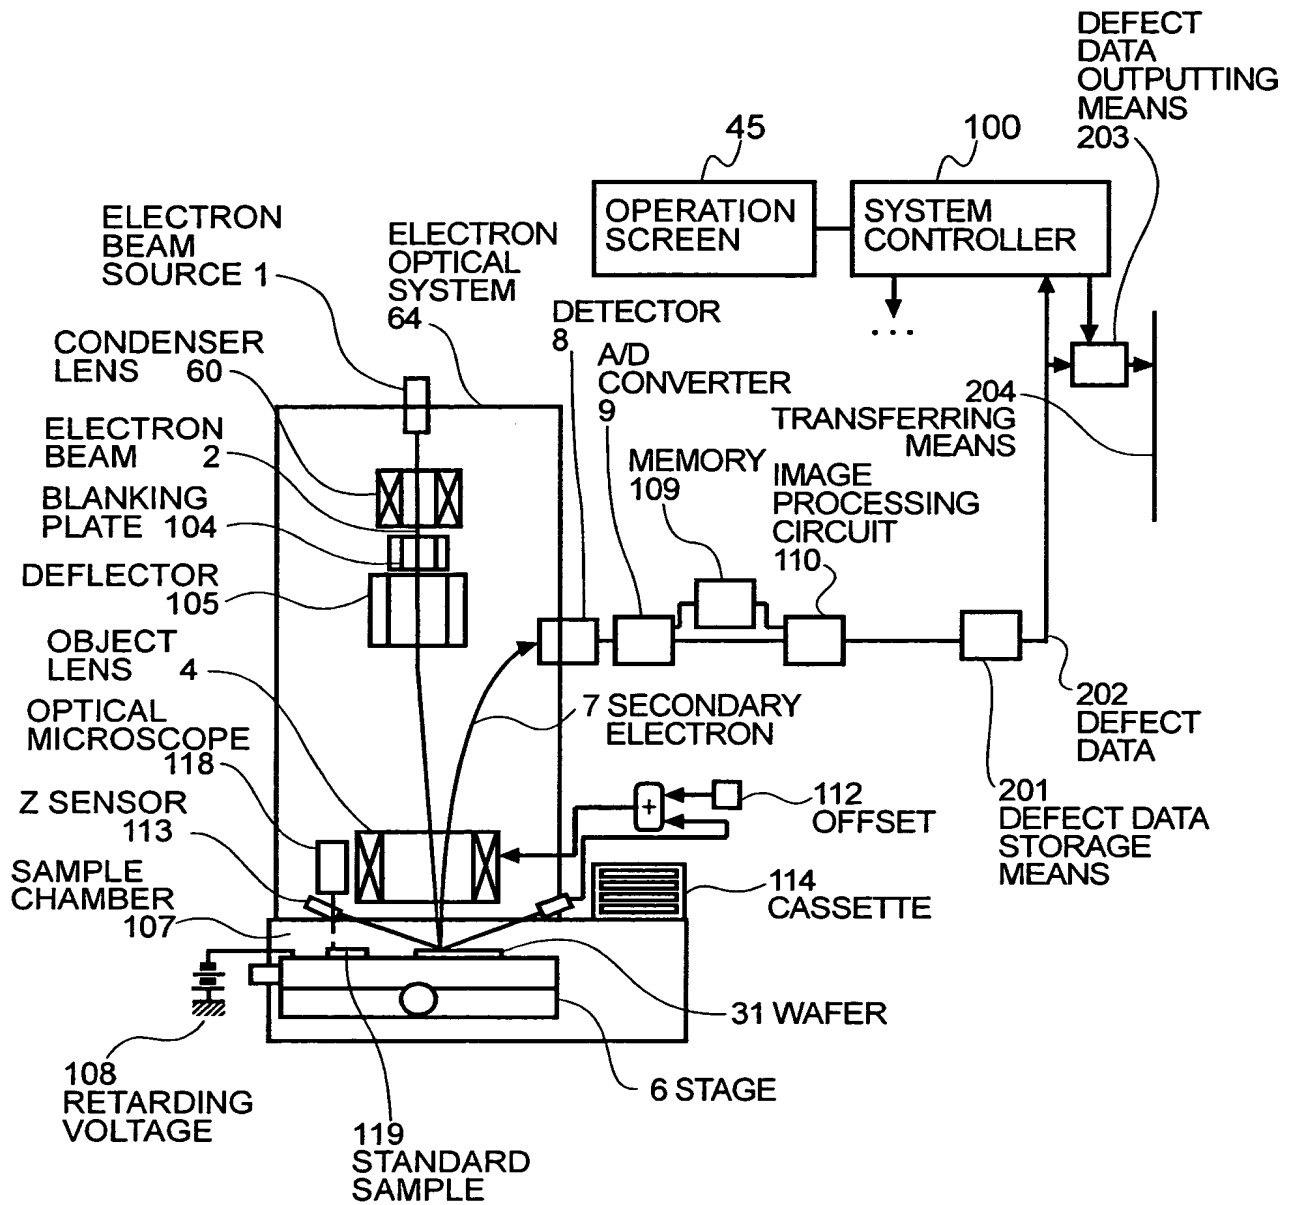 DEFECT
DATA
OUTPUTTING
MEANS
203
45
100
OPERATION
SCREEN
SYSTEM
CONTROLLER
ELECTRON
BEAM
SOURCE 1
ELECTRON
OPTICAL
SYSTEM
64
DETECTOR
8
...
CONDENSER
LENS 60
A/D
CONVERTER
9
204
TRANSFERRING
MEANS
ELECTRON
BEAM 2
MEMORY
109
IMAGE
PROCESSING
CIRCUIT
110
BLANKING
PLATE 104
DEFLECTOR
105
OBJECT
LENS 4
7 SECONDARY
ELECTRON
202
DEFECT
DATA
OPTICAL
MICROSCOPE
118
Z SENSOR
113
+
112
OFFSET
201
DEFECT DATA
STORAGE
MEANS
SAMPLE
CHAMBER
107
114
CASSETTE
31 WAFER
108
RETARDING
VOLTAGE
6 STAGE
119
STANDARD
SAMPLE